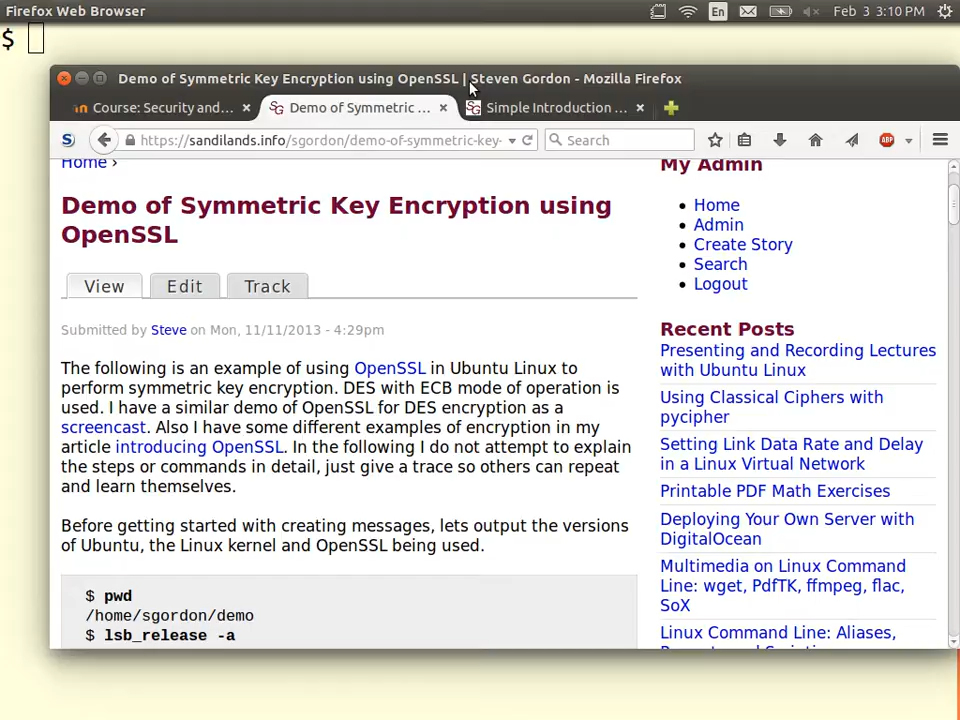 Firefox Web Browser
En
Feb 3 3:10 PM
$
Demo of Symmetric Key Encryption using OpenSSL | Steven Gordon - Mozilla Firefox
Course: Security and...
Demo of Symmetric ...
Simple Introduction ...
https://sandilands.info/sgordon/demo-of-symmetric-key-
Search
ABP
Home ›
Demo of Symmetric Key Encryption using
OpenSSL
View
Edit
Track
Submitted by Steve on Mon, 11/11/2013 - 4:29pm
The following is an example of using OpenSSL in Ubuntu Linux to
perform symmetric key encryption. DES with ECB mode of operation is
used. I have a similar demo of OpenSSL for DES encryption as a
screencast. Also I have some different examples of encryption in my
article introducing OpenSSL. In the following I do not attempt to explain
the steps or commands in detail, just give a trace so others can repeat
and learn themselves.
Before getting started with creating messages, lets output the versions
of Ubuntu, the Linux kernel and OpenSSL being used.
$ pwd
/home/sgordon/demo
$ lsb_release -a
My Admin
Home
Admin
Create Story
Search
Logout
Recent Posts
Presenting and Recording Lectures
with Ubuntu Linux
Using Classical Ciphers with
pycipher
Setting Link Data Rate and Delay
in a Linux Virtual Network
Printable PDF Math Exercises
Deploying Your Own Server with
DigitalOcean
Multimedia on Linux Command
Line: wget, PdfTK, ffmpeg, flac,
SoX
Linux Command Line: Aliases,